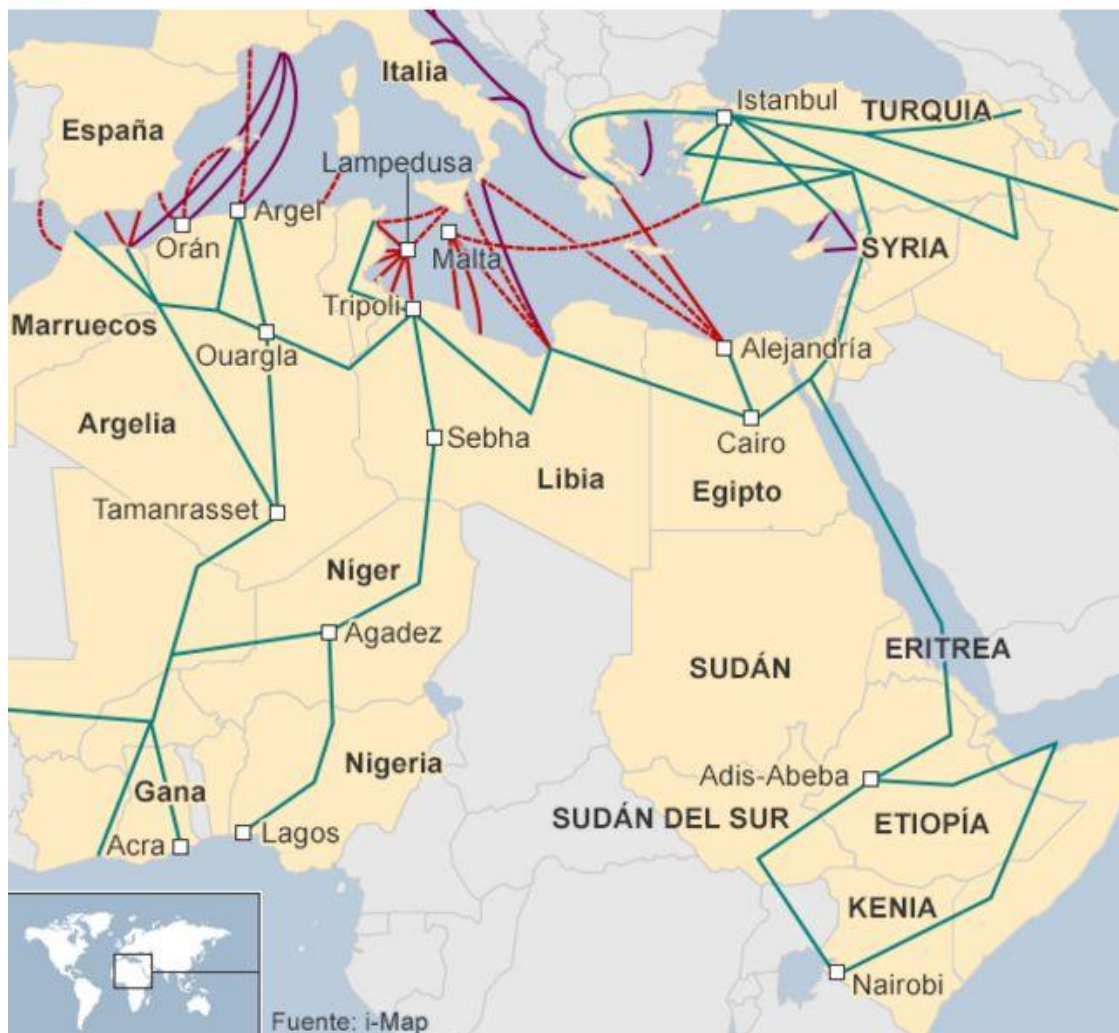 Italia
España
Istanbul
TURQUIA
Lampedusa
Argel
Orán
Malta
SYRIA
Tripoli
Marruecos
Ouargla
Alejandría
Argelia
Sebha
Cairo
Libia
Egipto
Tamanrasset
Níger
Agadez
SUDÁN
ERITREA
Nigeria
Gana
Adis-Abeba
SUDÁN DEL SUR
ETIOPÍA
Lagos
Acra
KENIA
Nairobi
Fuente: i-Map